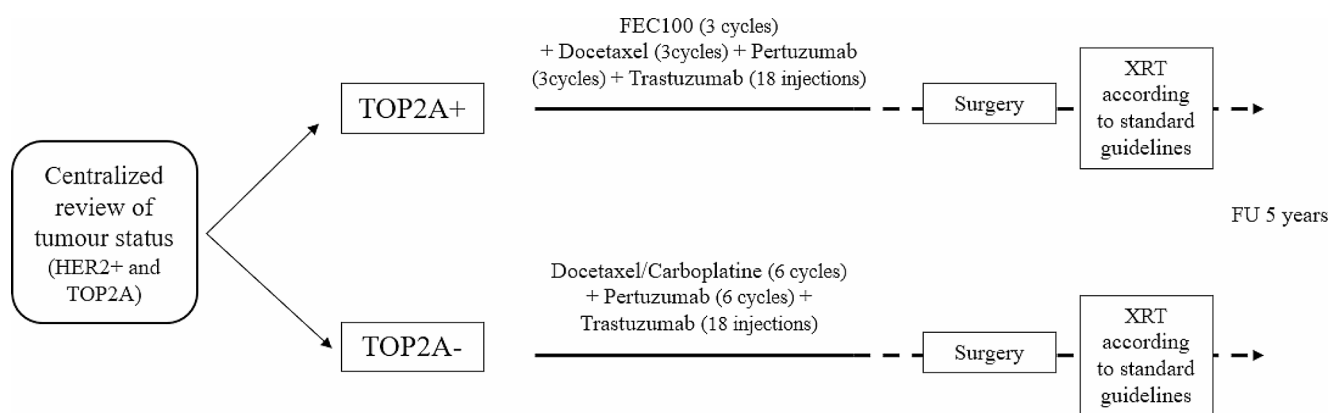 Centralized
review of
tumour status
(HER2+ and
TOP2A)
TOP2A+
FEC100 (3 cycles)
+ Docetaxel (3cycles) + Pertuzumab
(3cycles) + Trastuzumab (18 injections)
Surgery
XRT
according
to standard
guidelines
FU 5 years
TOP2A-
Docetaxel/Carboplatine (6 cycles)
+ Pertuzumab (6 cycles) +
Trastuzumab (18 injections)
Surgery
XRT
according
to standard
guidelines